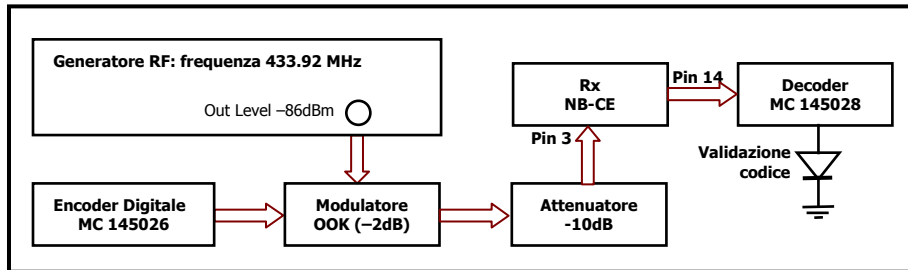 Generatore RF: frequenza 433.92 MHz
Out Level –86dBm
Rx
NB-CE
Pin 14
Decoder
MC 145028
Pin 3
Validazione
codice
Encoder Digitale
MC 145026
Modulatore
OOK (–2dB)
Attenuatore
-10dB